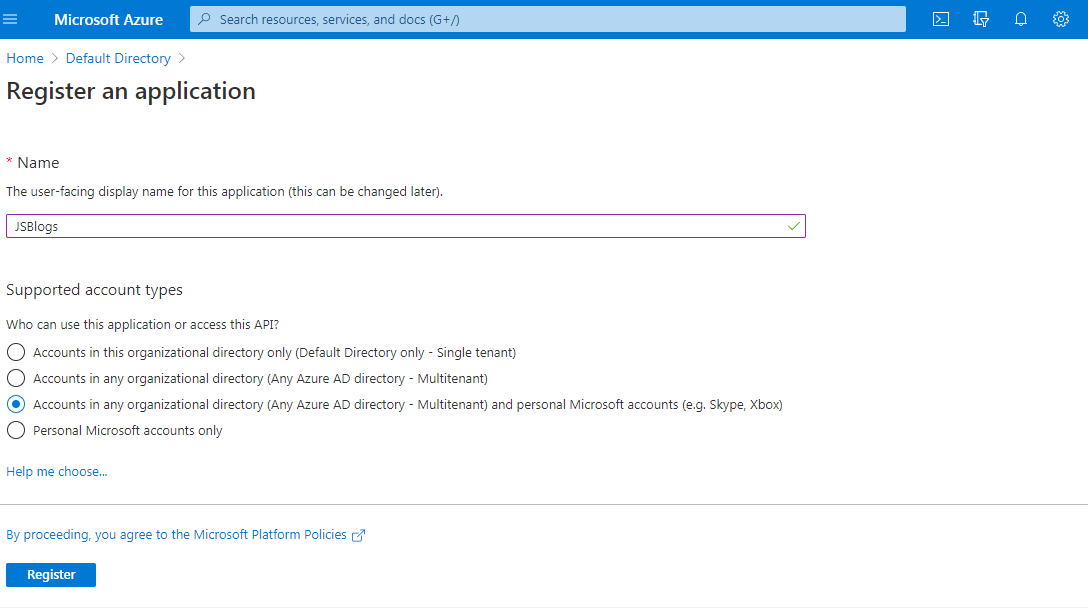 Microsoft Azure
Search resources, services, and docs (G+/)
Home > Default Directory >
Register an application
* Name
The user-facing display name for this application (this can be changed later).
JSBlogs
Supported account types
Who can use this application or access this API?
Accounts in this organizational directory only (Default Directory only - Single tenant)
Accounts in any organizational directory (Any Azure AD directory - Multitenant)
Accounts in any organizational directory (Any Azure AD directory - Multitenant) and personal Microsoft accounts (e.g. Skype, Xbox)
Personal Microsoft accounts only
Help me choose...
By proceeding, you agree to the Microsoft Platform Policies
Register